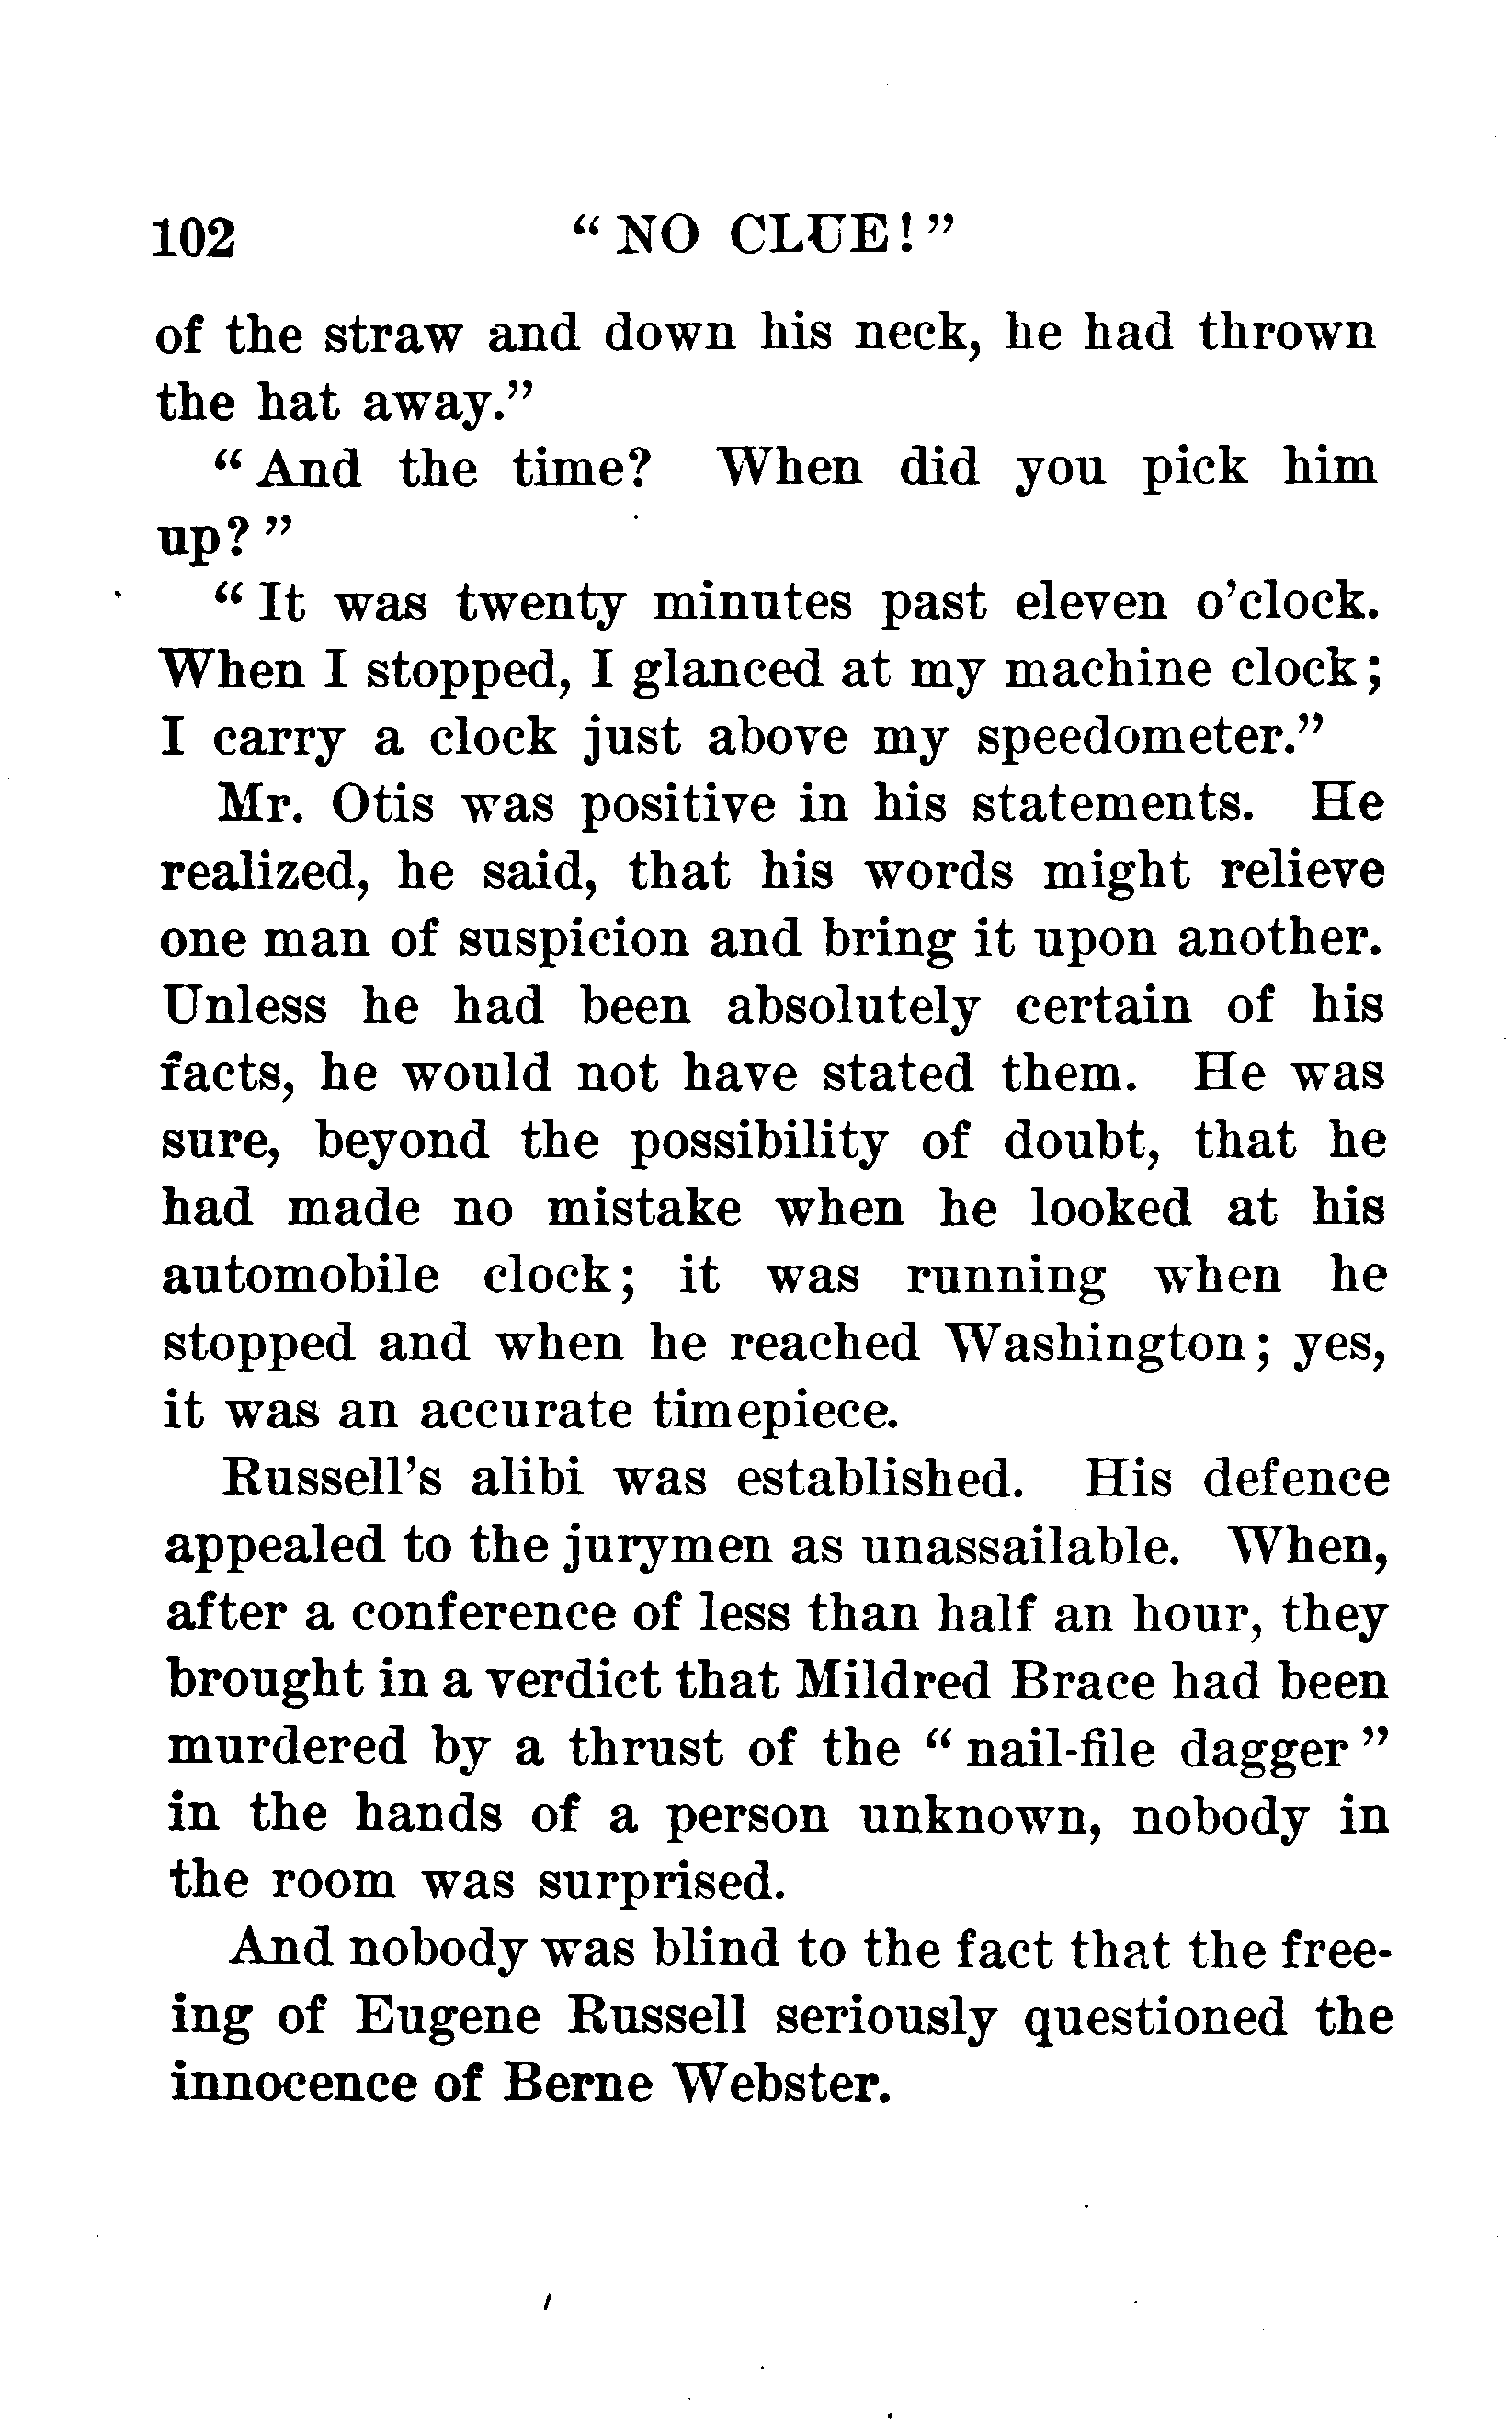 102 “ NO CLUE! ”
of the straw and down his neck, he had thrown
the hat away.”
“ And the time? When did you pick him
up? ”
“ It was twenty minutes past eleven o’clock.
When I stopped, I glanced at my machine clock;
I carry a clock just above my speedometer.”
Mr. Otis was positive in his statements. He
realized, he said, that his words might relieve
one man of suspicion and bring it upon another.
Unless he had been absolutely certain of his
facts, he would not have stated them. He was
sure, beyond the possibility of doubt, that he
had made no mistake when he looked at his
automobile clock; it was running when he
stopped and when he reached Washington; yes,
it was an accurate timepiece.
Russell’s alibi was established. His defence
appealed to the jurymen as unassailable. When,
after a conference of less than half an hour, they
brought in a verdict that Mildred Brace had been
murdered by a thrust of the “ nail-file dagger ”
in the hands of a person unknown, nobody in
the room was surprised.
And nobody was blind to the fact that the free-
ing of Eugene Russell seriously questioned the
innocence of Berne Webster.